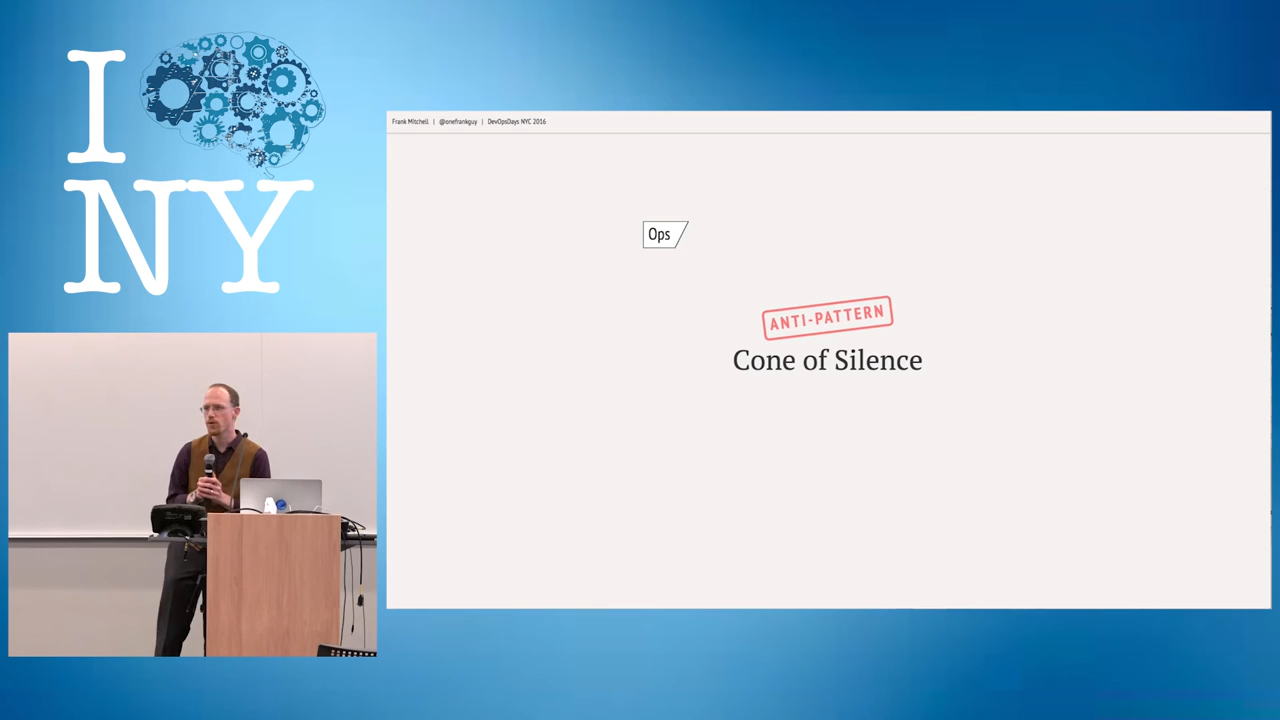 I
NY
Frank Mitchell | @onefrankguy | DevOpsDays NYC 2016
Ops
ANTI-PATTERN
Cone of Silence